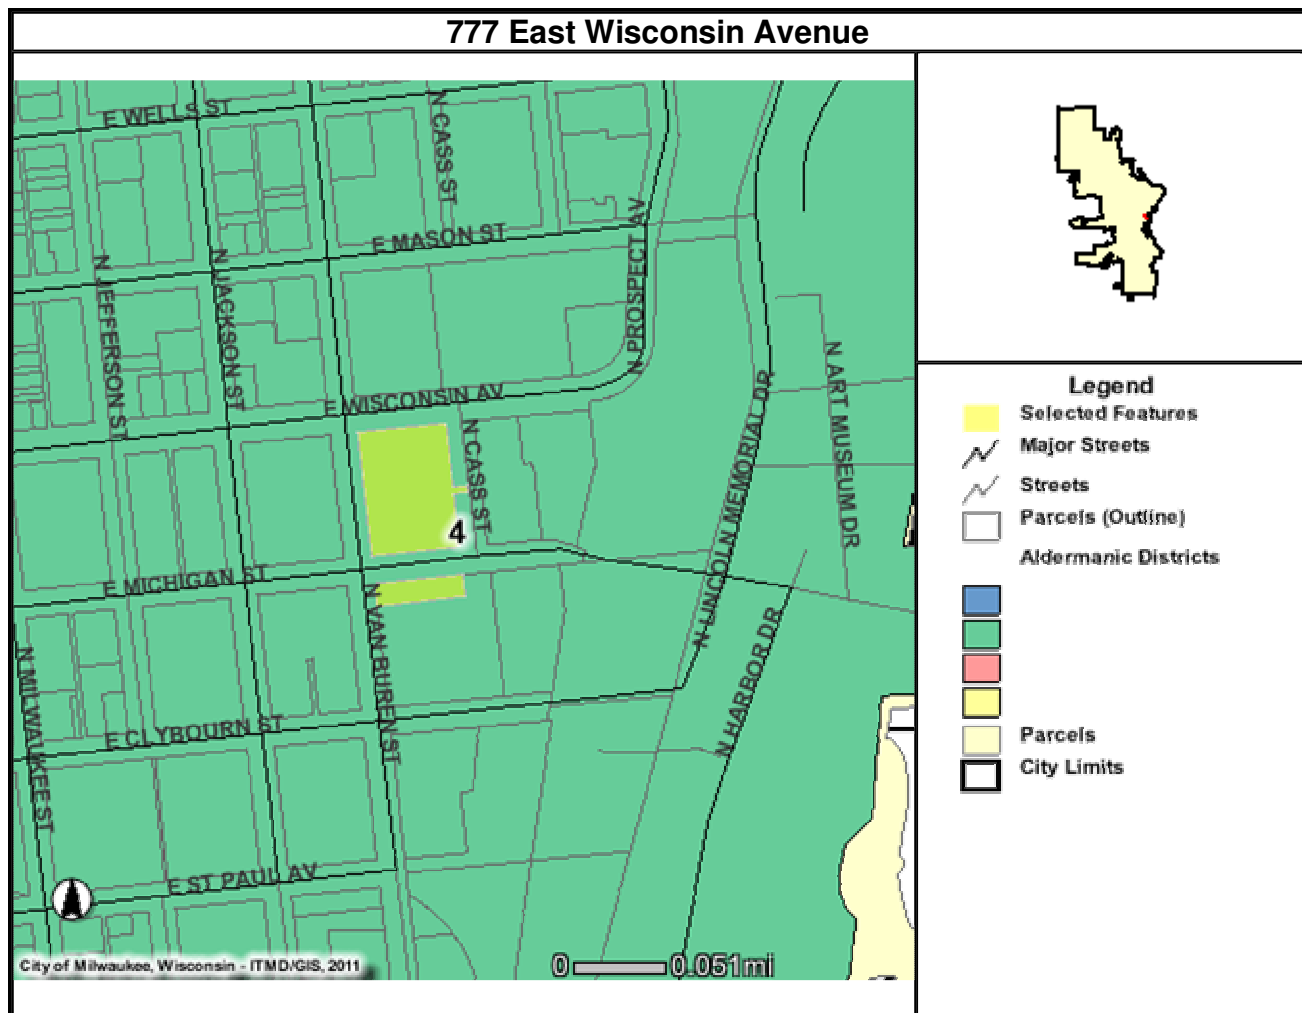 777 East Wisconsin Avenue
E WELLS ST
N CASS ST
E MASON ST
N PROSPECT AV
N JEFFERSON ST
N JACKSON ST
E WISCONSIN AV
N CASS ST
N LINCOLN MEMORIAL DR
N ART MUSEUM DR
4
E MICHIGAN ST
N VAN BUREN ST
N HARBOR DR
N MILWAUKEE ST
E CLYBOURN ST
E ST PAUL AV
City of Milwaukee, Wisconsin - ITMD/GIS, 2011
0 0.051mi
Legend
Selected Features
Major Streets
Streets
Parcels (Outline)
Aldermanic Districts
Parcels
City Limits